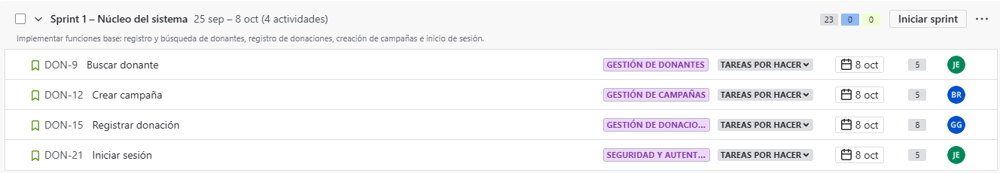 Sprint 1 – Núcleo del sistema 25 sep – 8 oct (4 actividades) 23 0 0 Iniciar sprint
Implementar funciones base: registro y búsqueda de donantes, registro de donaciones, creación de campañas e inicio de sesión.
DON-9 Buscar donante GESTIÓN DE DONANTES TAREAS POR HACER 8 oct 5 JE
DON-12 Crear campaña GESTIÓN DE CAMPAÑAS TAREAS POR HACER 8 oct 5 BR
DON-15 Registrar donación GESTIÓN DE DONACIO... TAREAS POR HACER 8 oct 8 GG
DON-21 Iniciar sesión SEGURIDAD Y AUTENT... TAREAS POR HACER 8 oct 5 JE